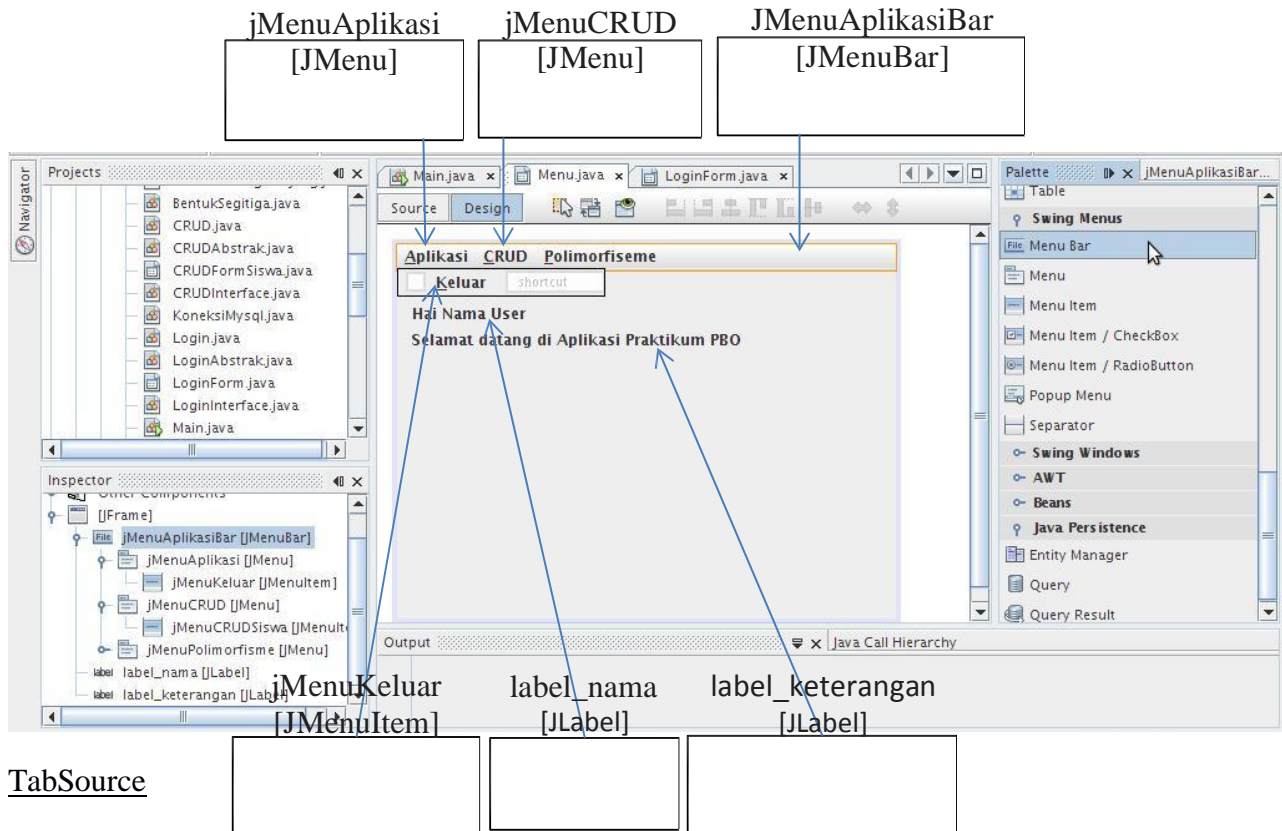 jMenuAplikasi
[JMenu]
jMenuCRUD
[JMenu]
JMenuAplikasiBar
[JMenuBar]
Navigator
Projects
BentukSegitiga.java
CRUD.java
CRUDAbstrak.java
CRUDFormSiswa.java
CRUDInterface.java
KoneksiMysql.java
Login.java
LoginAbstrak.java
LoginForm.java
LoginInterface.java
Main.java
Inspector
Other Components
[JFrame]
jMenuAplikasiBar [JMenuBar]
jMenuAplikasi [JMenu]
jMenuKeluar [JMenuItem]
jMenuCRUD [JMenu]
jMenuCRUDSiswa [JMenuIt
jMenuPolimorfisme [JMenu]
label label_nama [JLabel]
label label_keterangan [JLabel]
Main.java Menu.java LoginForm.java
Source Design
Aplikasi CRUD Polimorfiseme
Keluar shortcut
Hai Nama User
Selamat datang di Aplikasi Praktikum PBO
Output Java Call Hierarchy
Palette jMenuAplikasiBar...
Table
Swing Menus
File Menu Bar
Menu
Menu Item
Menu Item / CheckBox
Menu Item / RadioButton
Popup Menu
Separator
Swing Windows
AWT
Beans
Java Persistence
Entity Manager
Query
Query Result
jMenuKeluar
[JMenuItem]
label_nama
[JLabel]
label_keterangan
[JLabel]
TabSource